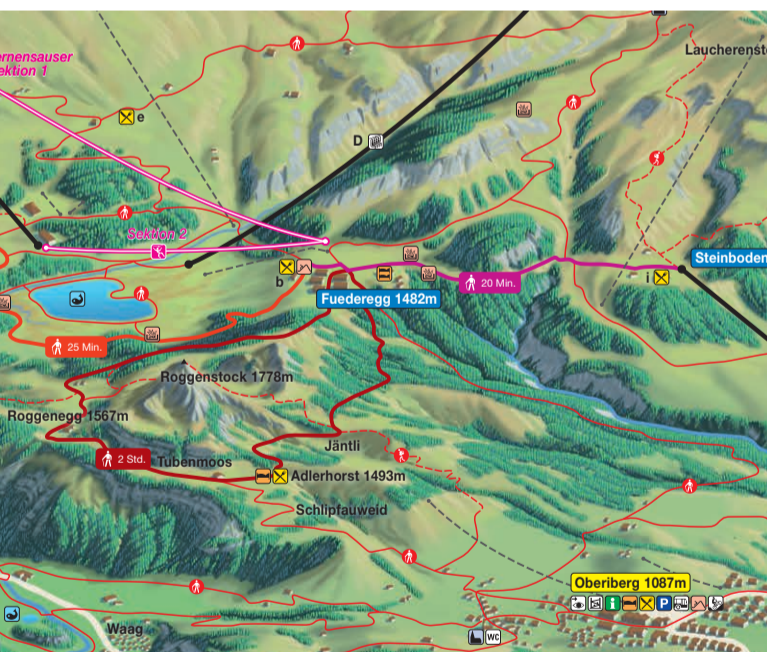 ernensauser
ektion 1
Laucherenst
e
D
Sektion 2
Steinboden
b
20 Min.
i
Fuederegg 1482m
25 Min.
Roggenstock 1778m
Roggenegg 1567m
Jäntli
2 Std.
Tubenmoos
Adlerhorst 1493m
Schlipfauweid
Oberiberg 1087m
i
P
Waag
WC